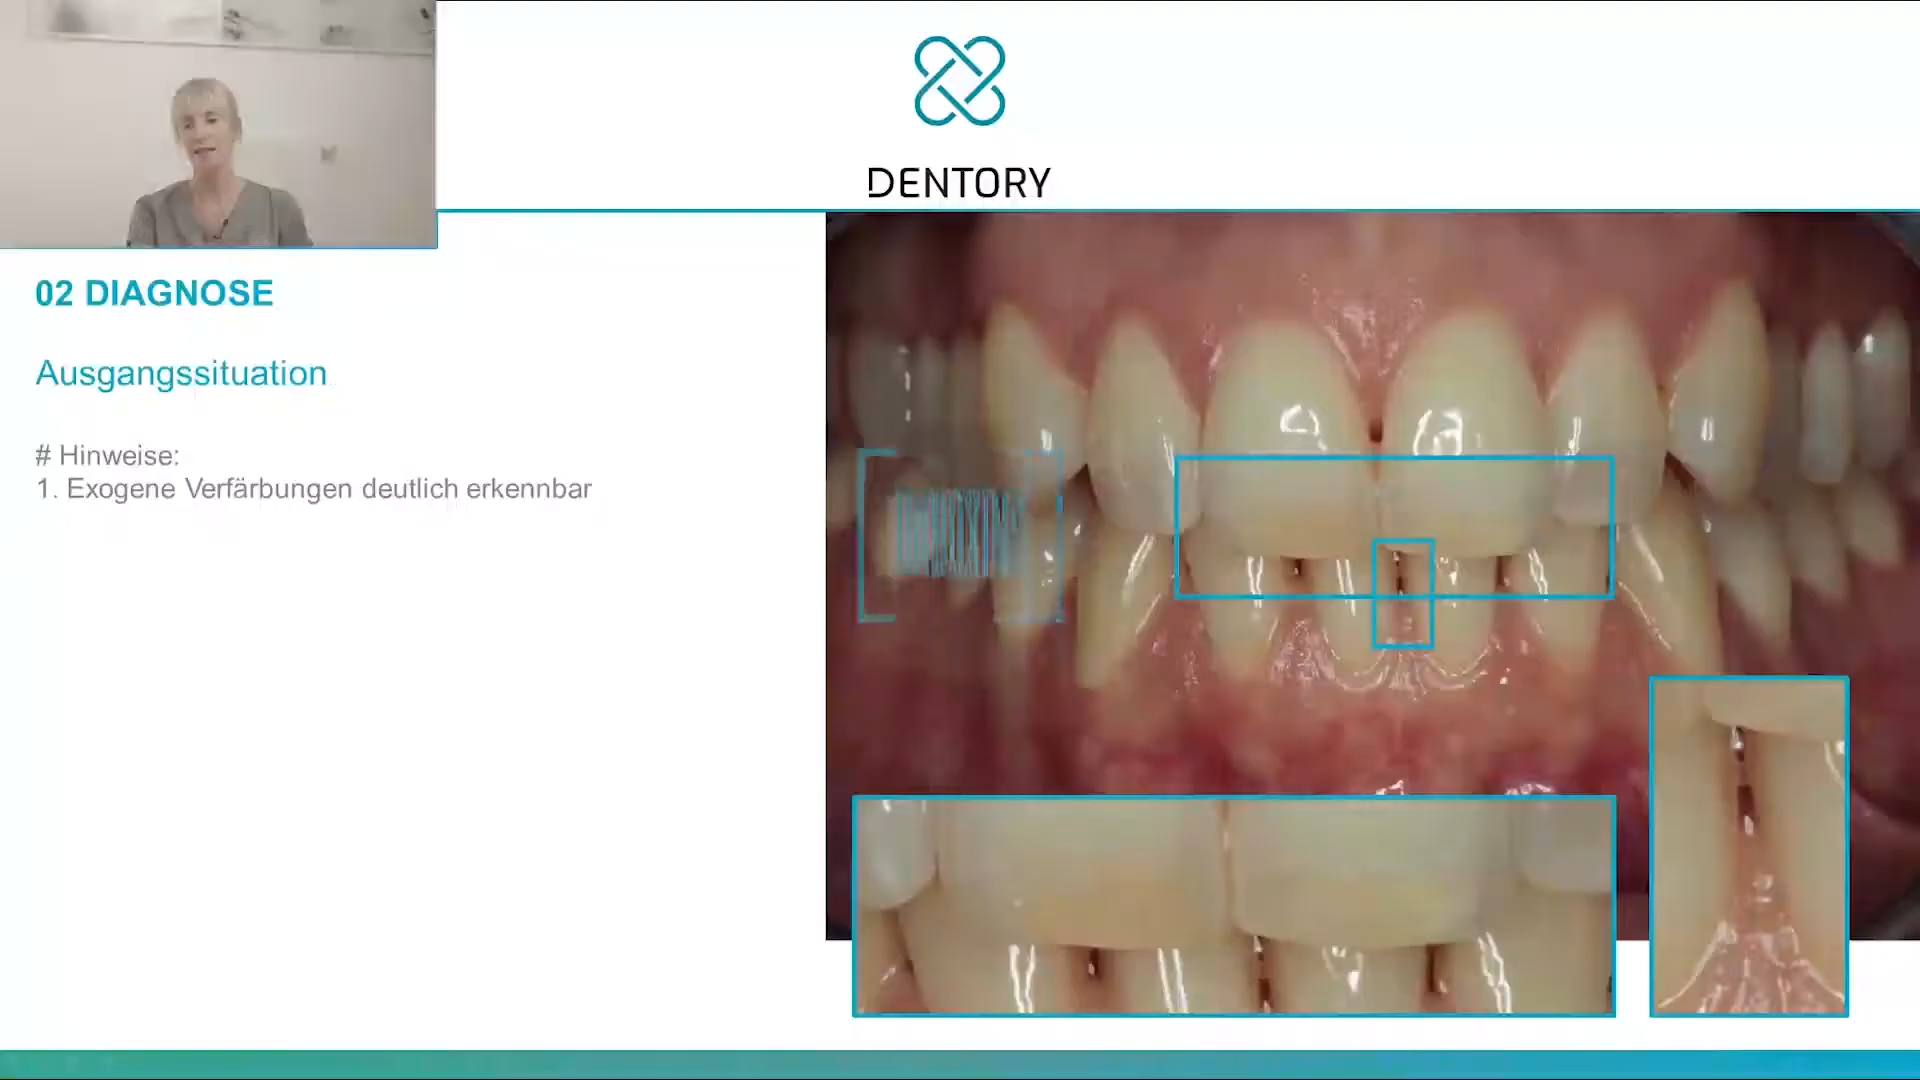 DENTORY
02 DIAGNOSE
Ausgangssituation
# Hinweise:
1. Exogene Verfärbungen deutlich erkennbar